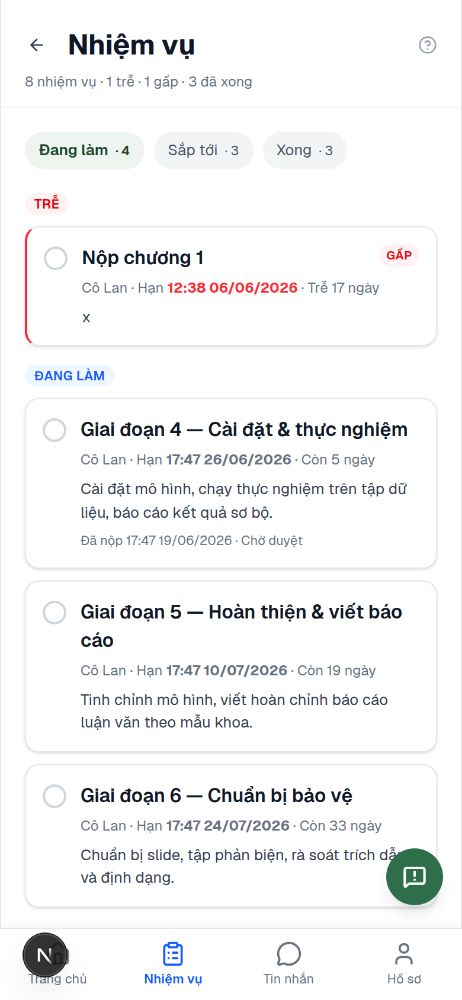 Nhiệm vụ
8 nhiệm vụ · 1 trễ · 1 gấp · 3 đã xong
Đang làm · 4
Sắp tới · 3
Xong · 3
TRỄ
Nộp chương 1
GẤP
Cô Lan · Hạn 12:38 06/06/2026 · Trễ 17 ngày
x
ĐANG LÀM
Giai đoạn 4 — Cài đặt & thực nghiệm
Cô Lan · Hạn 17:47 26/06/2026 · Còn 5 ngày
Cài đặt mô hình, chạy thực nghiệm trên tập dữ
liệu, báo cáo kết quả sơ bộ.
Đã nộp 17:47 19/06/2026 · Chờ duyệt
Giai đoạn 5 — Hoàn thiện & viết báo
cáo
Cô Lan · Hạn 17:47 10/07/2026 · Còn 19 ngày
Tinh chỉnh mô hình, viết hoàn chỉnh báo cáo
luận văn theo mẫu khoa.
Giai đoạn 6 — Chuẩn bị bảo vệ
Cô Lan · Hạn 17:47 24/07/2026 · Còn 33 ngày
Chuẩn bị slide, tập phản biện, rà soát trích
và định dạng.
N
Trang chủ
Nhiệm vụ
Tin nhắn
Hồ sơ